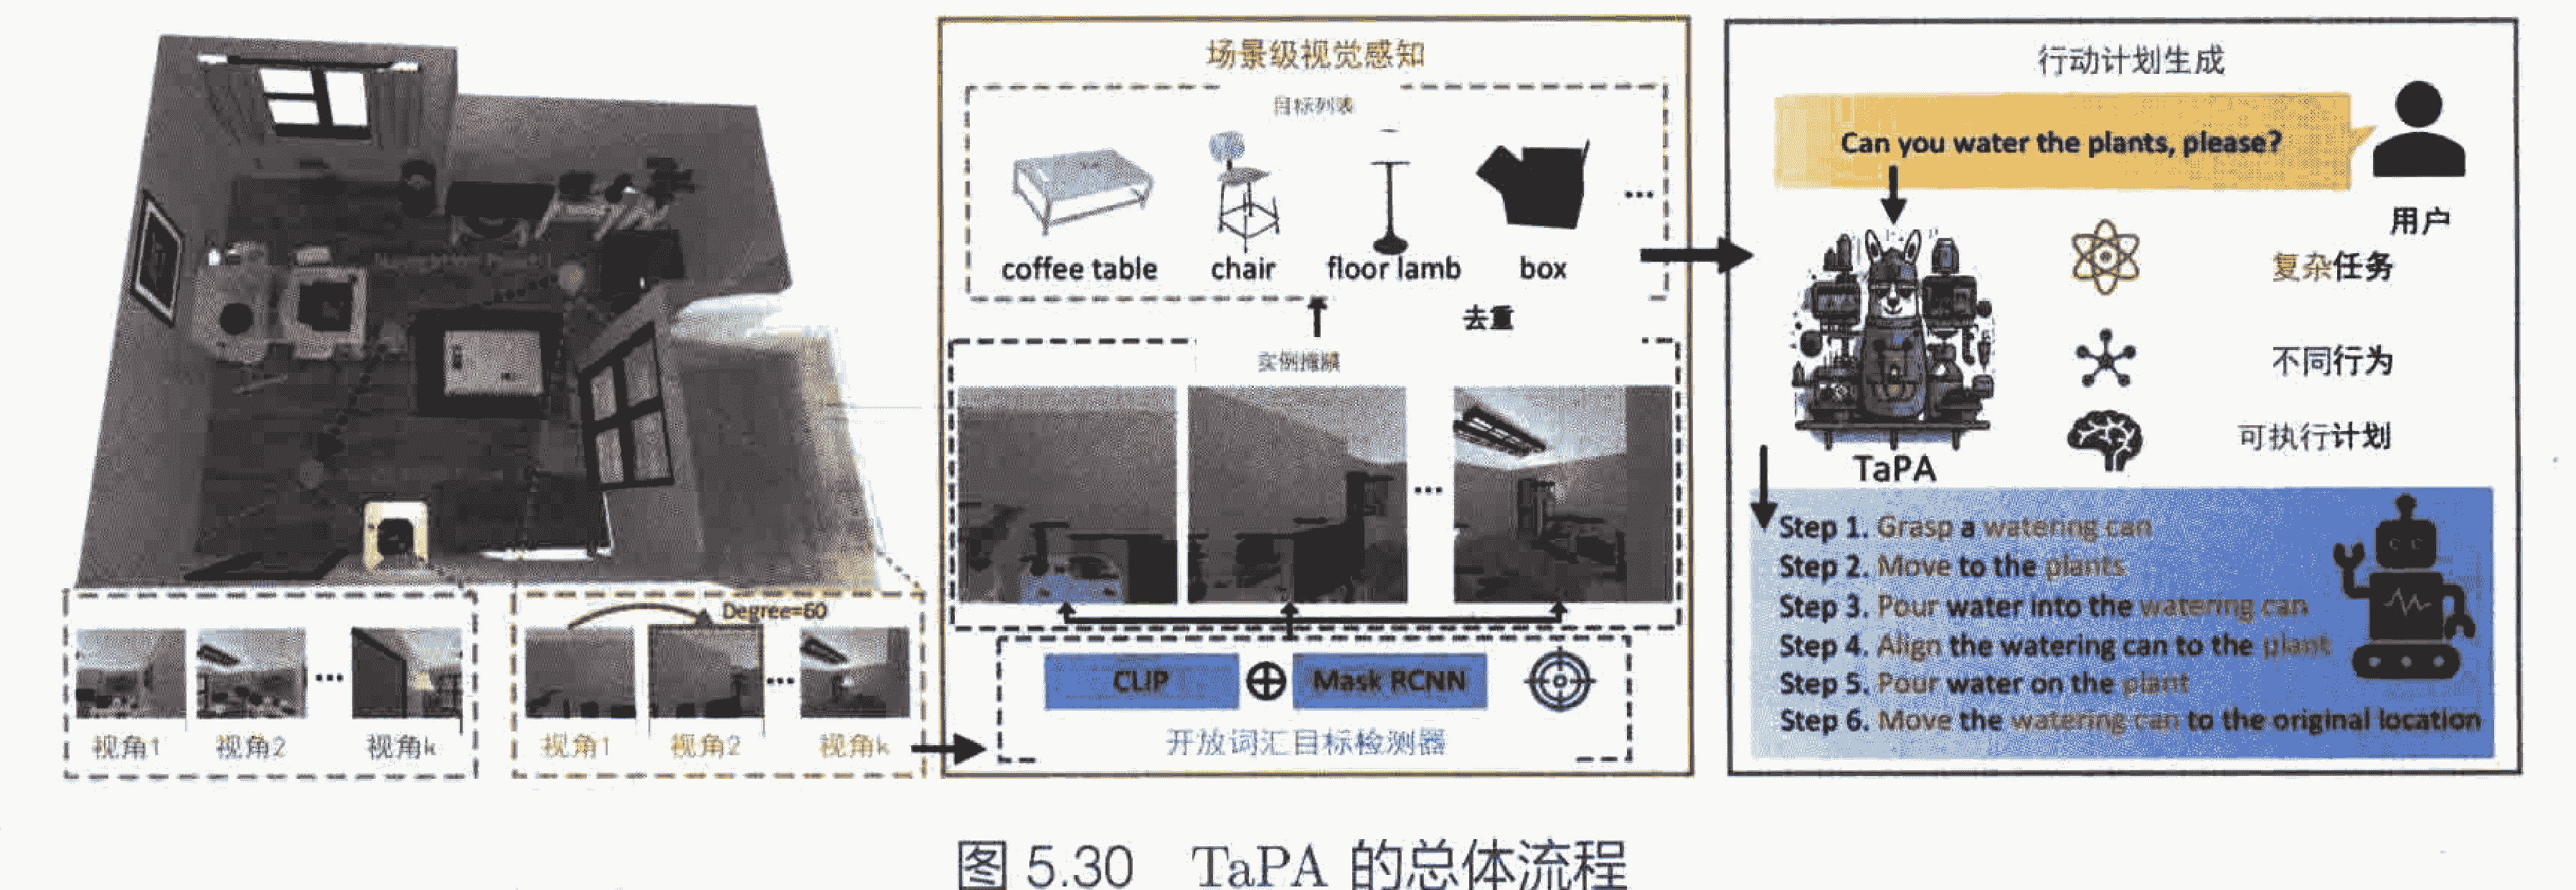 Degree=60
视角1 视角2 … 视角k
视角1 视角2 … 视角k
场景级视觉感知
目标列表
coffee table chair floor lamb box …
去重
实例掩膜
…
CLIP Mask RCNN
开放词汇目标检测器
行动计划生成
Can you water the plants, please?
用户
复杂任务
不同行为
可执行计划
TaPA
Step 1. Grasp a watering can
Step 2. Move to the plants
Step 3. Pour water into the watering can
Step 4. Align the watering can to the plant
Step 5. Pour water on the plant
Step 6. Move the watering can to the original location
图 5.30 TaPA 的总体流程